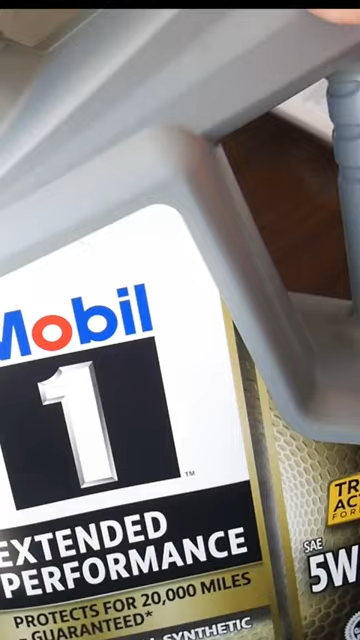 Mobil
1
TM
EXTENDED
PERFORMANCE
PROTECTS FOR 20,000 MILES
GUARANTEED*
SYNTHETIC
SAE
5W